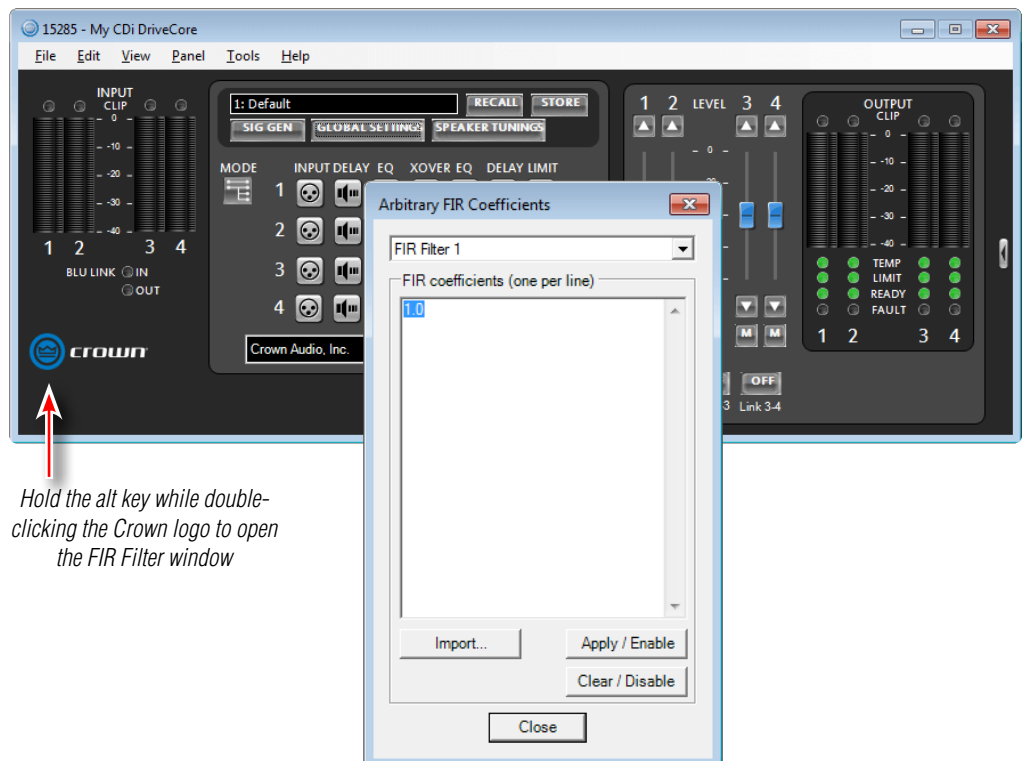 15285 - My CDi DriveCore
File Edit View Panel Tools Help
INPUT
CLIP
- 0 -
- -10 -
- -20 -
- -30 -
- -40 -
1 2 3 4
BLU LINK IN
OUT
crown
1: Default
RECALL STORE
SIG GEN GLOBAL SETTINGS SPEAKER TUNINGS
MODE INPUT DELAY EQ XOVER EQ DELAY LIMIT
1
2
3
4
Crown Audio, Inc.
1 2 LEVEL 3 4
- 0 -
M M
OFF
3 Link 3-4
OUTPUT
CLIP
- 0 -
- -10 -
- -20 -
- -30 -
- -40 -
TEMP
LIMIT
READY
FAULT
1 2 3 4
Arbitrary FIR Coefficients
FIR Filter 1
FIR coefficients (one per line)
1.0
Import...
Apply / Enable
Clear / Disable
Close
Hold the alt key while double-
clicking the Crown logo to open
the FIR Filter window